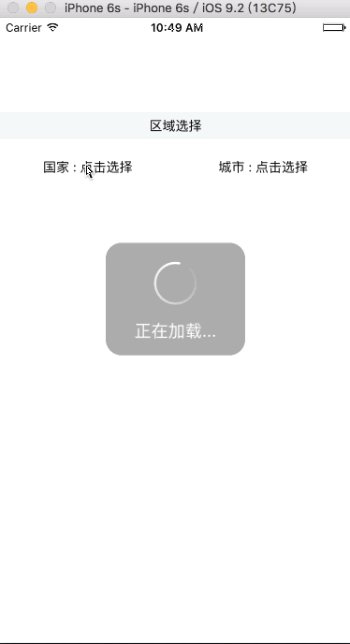 iPhone 6s - iPhone 6s / iOS 9.2 (13C75)
Carrier 10:49 AM
区域选择
国家 : 点击选择 城市 : 点击选择
正在加载...